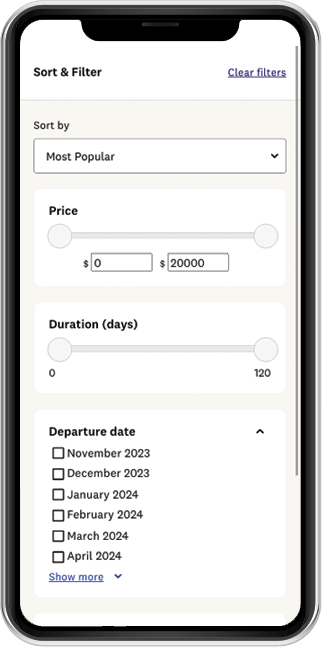 Sort & Filter Clear filters
Sort by
Most Popular
Price
$ 0 $ 20000
Duration (days)
0 120
Departure date
November 2023
December 2023
January 2024
February 2024
March 2024
April 2024
Show more